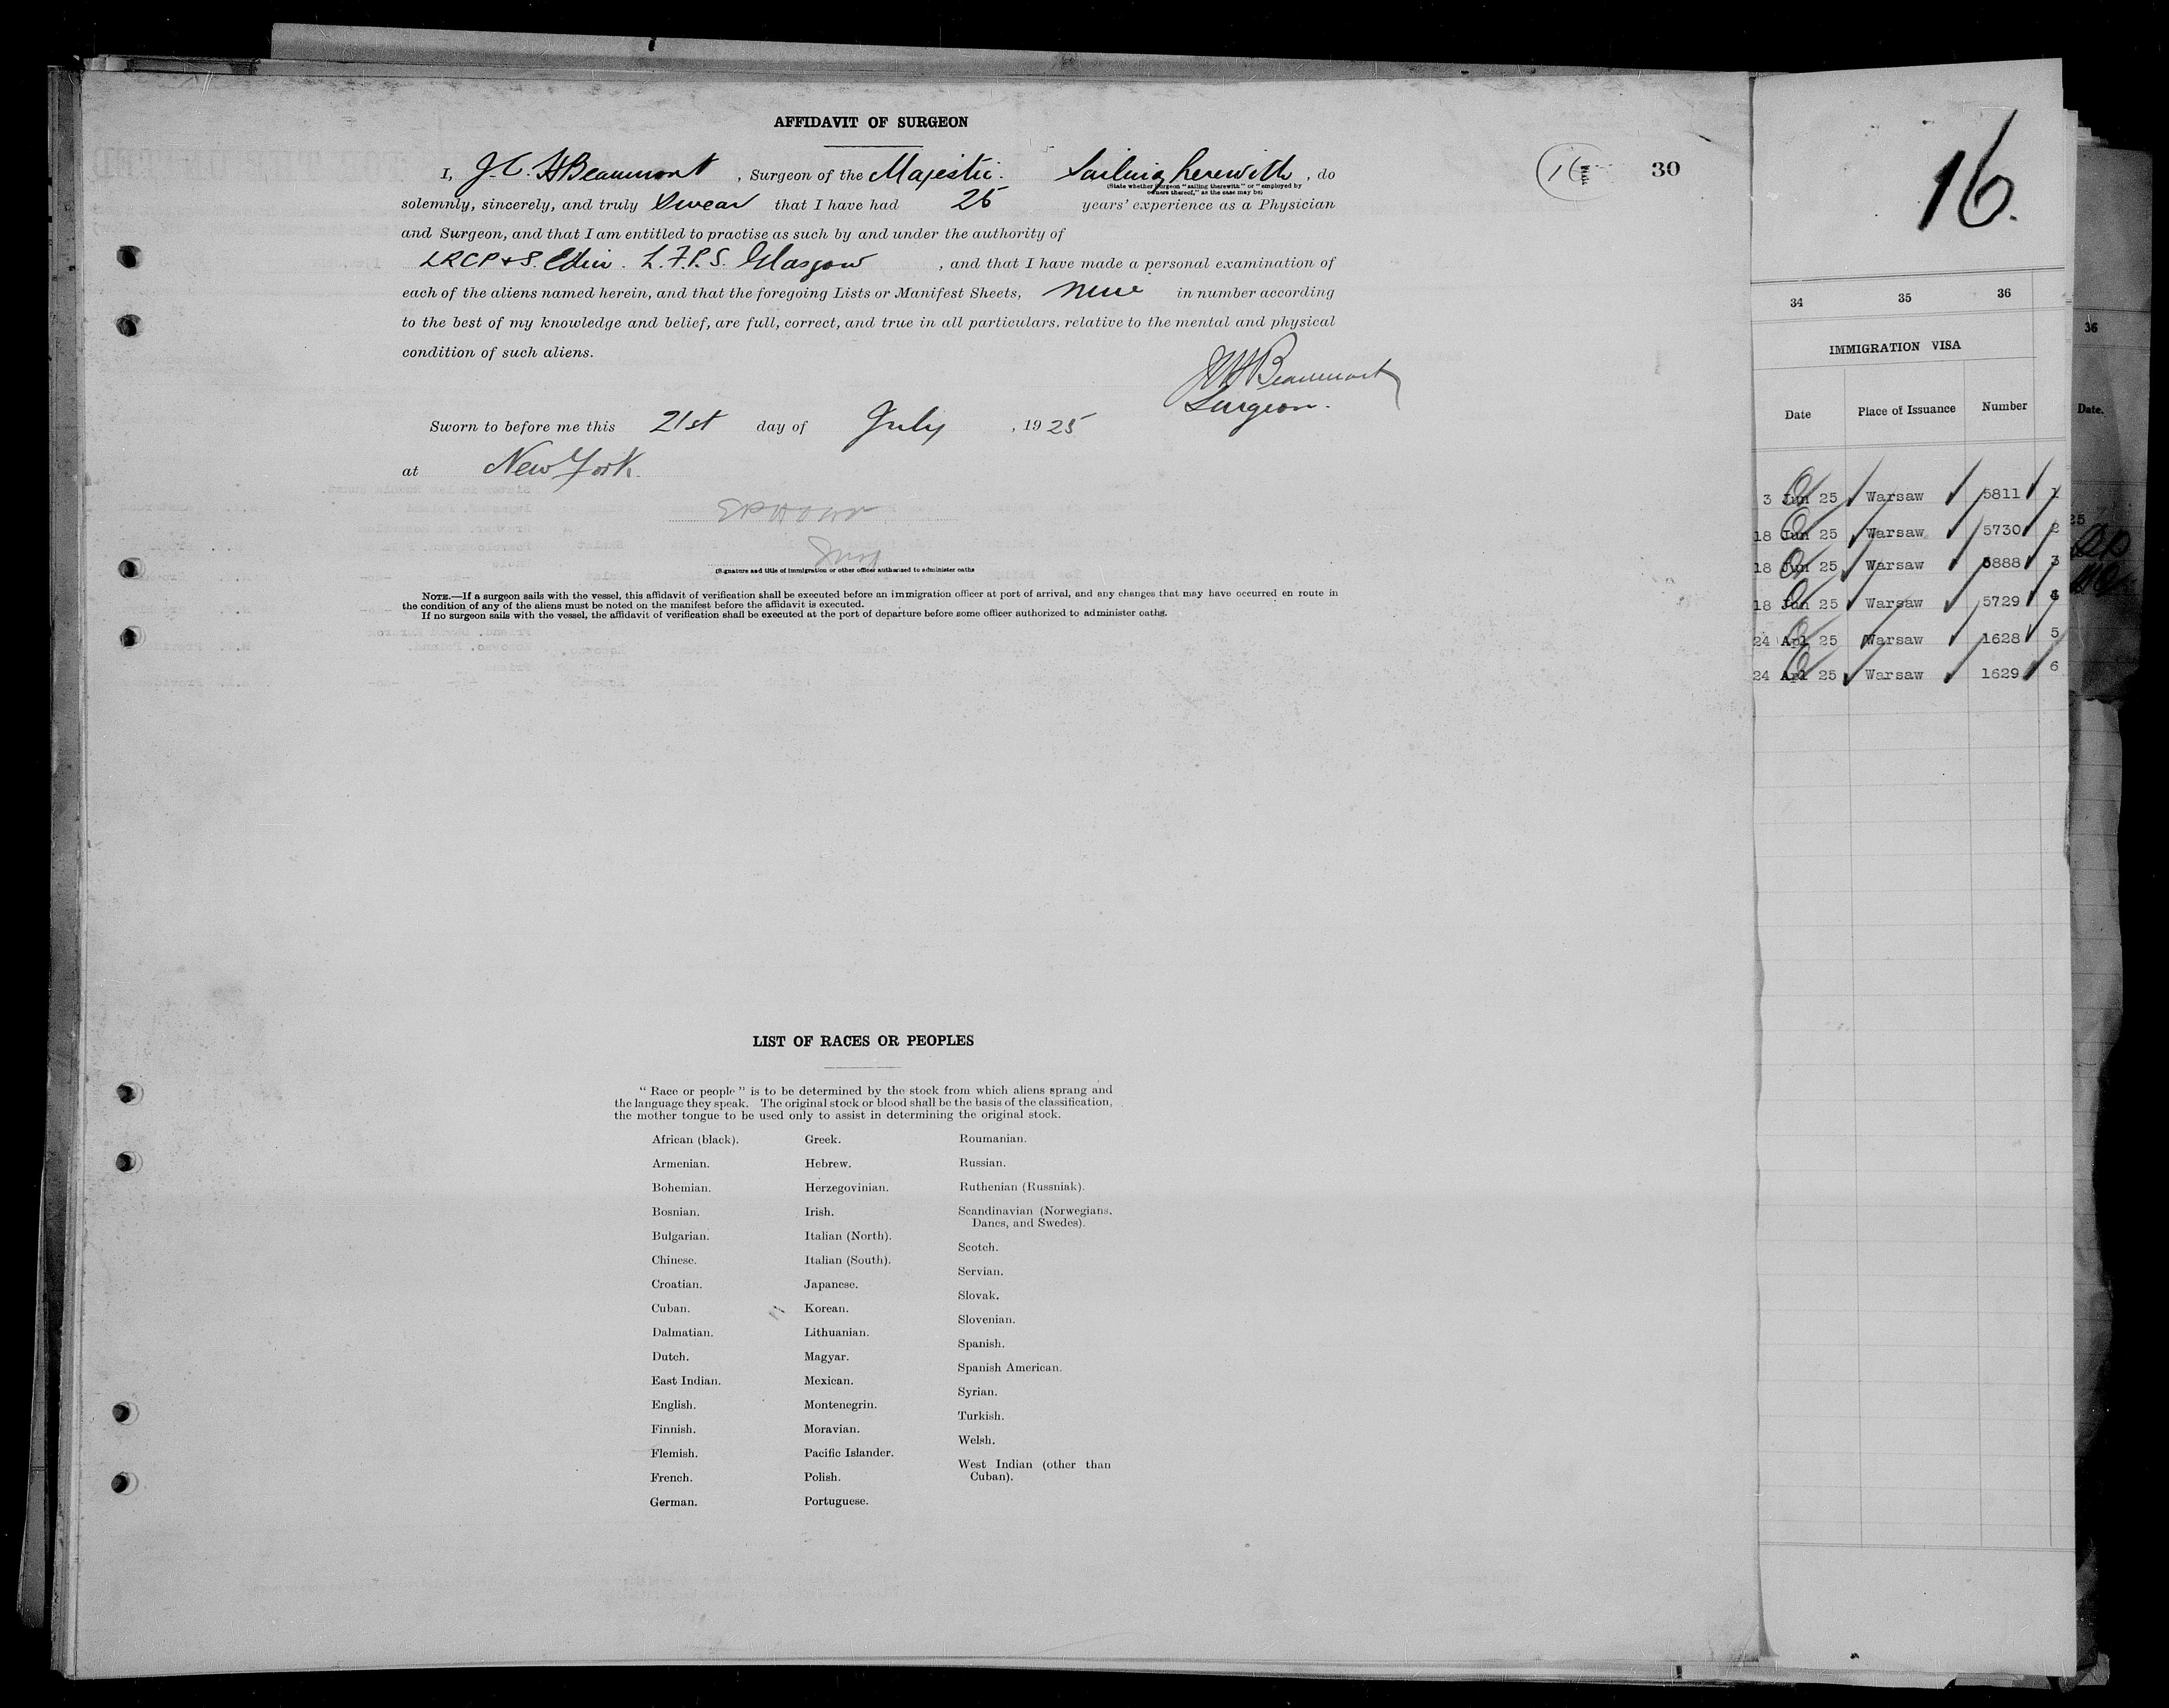 AFFIDAVIT OF SURGEON
I, J.C. H Beaumont, Surgeon of the Majestic. Sailing herewith, do
(State whether Surgeon "sailing therewith" or "employed by
owners thereof," as the case may be)
solemnly, sincerely, and truly Swear that I have had 25 years' experience as a Physician
and Surgeon, and that I am entitled to practise as such by and under the authority of
LRCP & S. Edin. L.F.P.S. Glasgow, and that I have made a personal examination of
each of the aliens named herein, and that the foregoing Lists or Manifest Sheets, nine in number according
to the best of my knowledge and belief, are full, correct, and true in all particulars, relative to the mental and physical
condition of such aliens.
Beaumont
Surgeon.
Sworn to before me this 21st day of July, 1925
at New York.
(Signature and title of immigration or other officer authorised to administer oaths
NOTE.—If a surgeon sails with the vessel, this affidavit of verification shall be executed before an immigration officer at port of arrival, and any changes that may have occurred en route in
the condition of any of the aliens must be noted on the manifest before the affidavit is executed.
If no surgeon sails with the vessel, the affidavit of verification shall be executed at the port of departure before some officer authorized to administer oaths.
16
30
LIST OF RACES OR PEOPLES
"Race or people" is to be determined by the stock from which aliens sprang and
the language they speak. The original stock or blood shall be the basis of the classification,
the mother tongue to be used only to assist in determining the original stock.
African (black).
Armenian.
Bohemian.
Bosnian.
Bulgarian.
Chinese.
Croatian.
Cuban.
Dalmatian.
Dutch.
East Indian.
English.
Finnish.
Flemish.
French.
German.
Greek.
Hebrew.
Herzegovinian.
Irish.
Italian (North).
Italian (South).
Japanese.
Korean.
Lithuanian.
Magyar.
Mexican.
Montenegrin.
Moravian.
Pacific Islander.
Polish.
Portuguese.
Roumanian.
Russian.
Ruthenian (Russniak).
Scandinavian (Norwegians,
Danes, and Swedes).
Scotch.
Servian.
Slovak.
Slovenian.
Spanish.
Spanish American.
Syrian.
Turkish.
Welsh.
West Indian (other than
Cuban).
16.
34 35 36
IMMIGRATION VISA
Date Place of Issuance Number
3 Jun 25 Warsaw 5811 1
18 Jun 25 Warsaw 5730 2
18 Jun 25 Warsaw 5888 3
18 Jun 25 Warsaw 5729 4
24 Apl 25 Warsaw 1628 5
24 Apl 25 Warsaw 1629 6
36
Date.
25